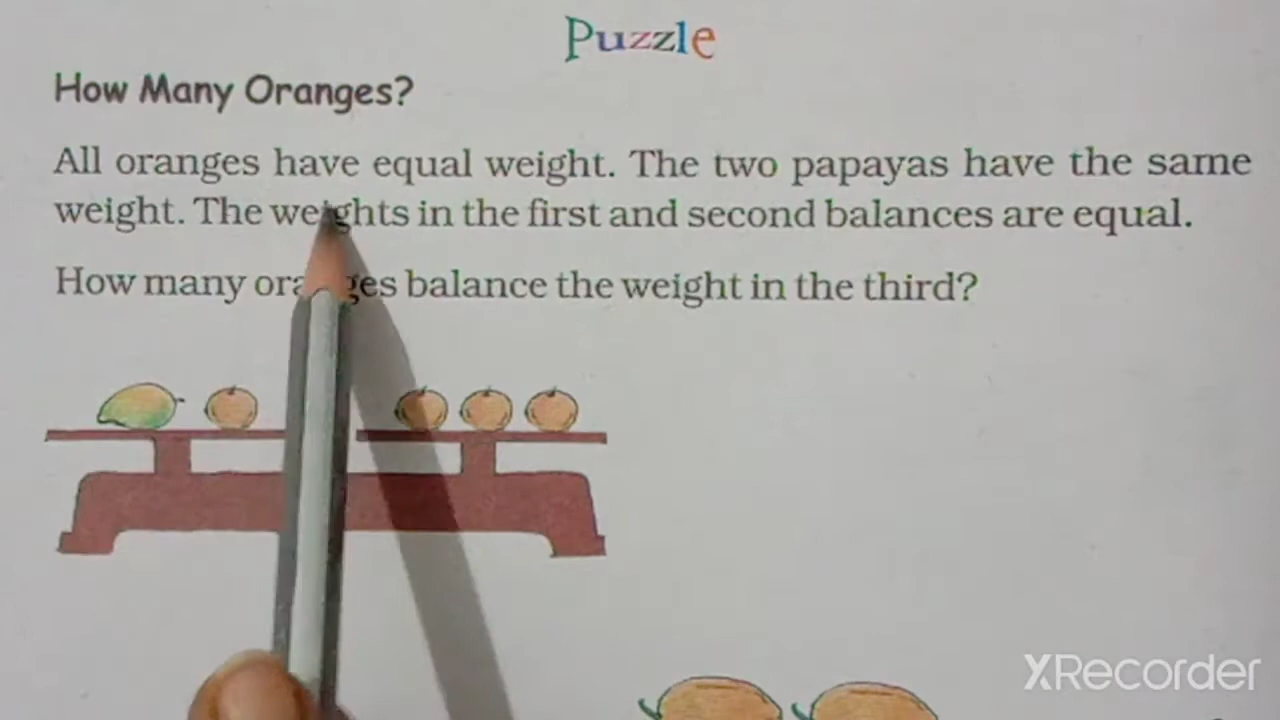 Puzzle
How Many Oranges?
All oranges have equal weight. The two papayas have the same
weight. The weights in the first and second balances are equal.
How many oranges balance the weight in the third?
XRecorder